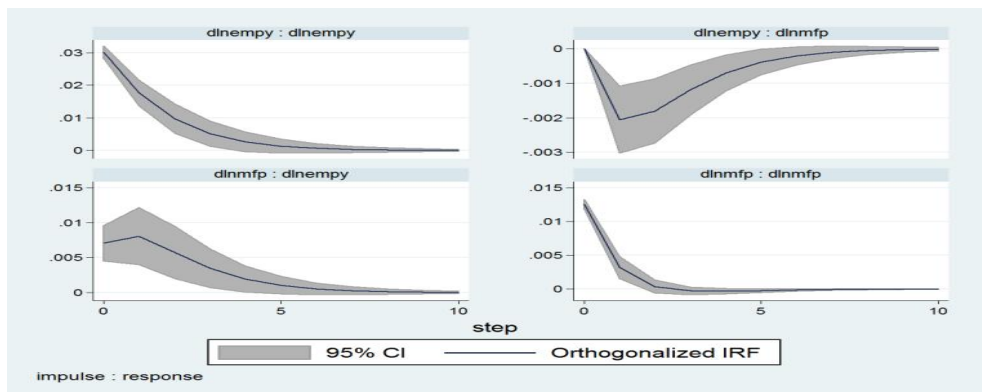 dlnempy : dlnempy
dlnempy : dlnmfp
.03
.02
.01
0
0
-.001
-.002
-.003
dlnmfp : dlnempy
dlnmfp : dlnmfp
.015
.01
.005
0
.015
.01
.005
0
0
5
10
0
5
10
step
95% CI
Orthogonalized IRF
impulse : response